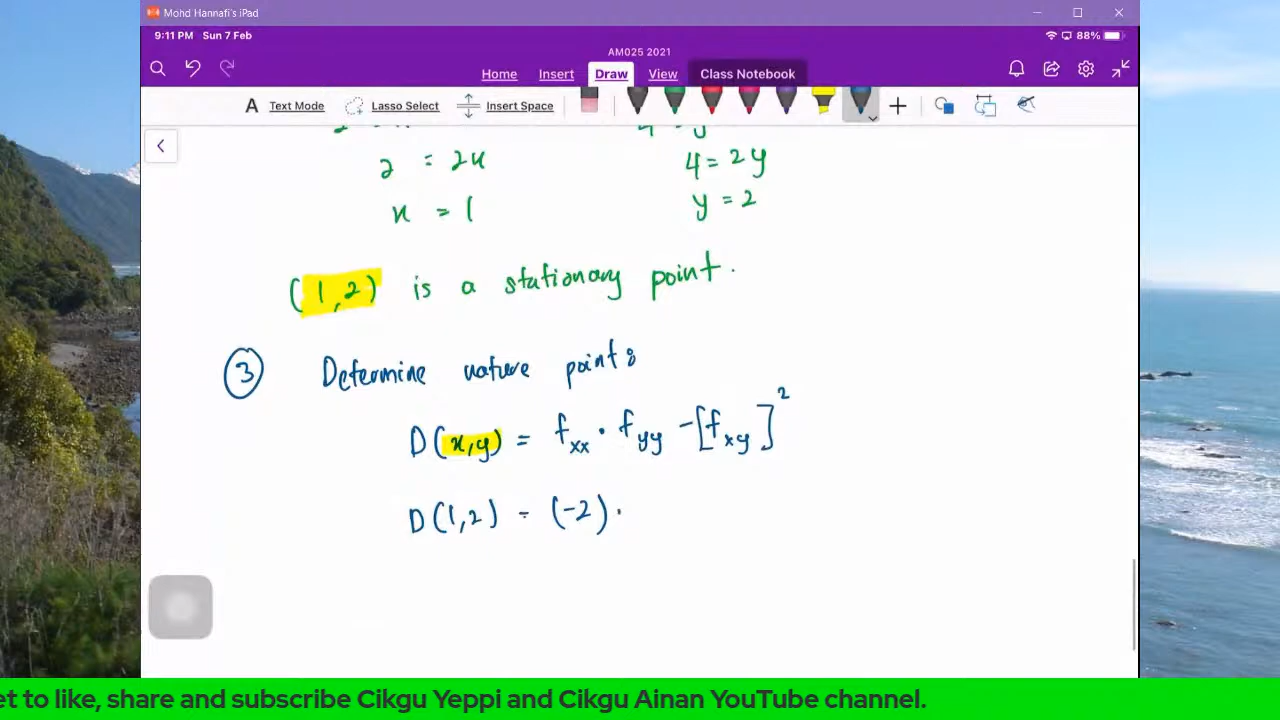 Mohd Hannafi's iPad
9:11 PM Sun 7 Feb
88%
AM025 2021
Home Insert Draw View Class Notebook
A Text Mode Lasso Select Insert Space
2 = 2x 4 = 2y
x = 1 y = 2
(1,2) is a stationary point.
③ Determine nature point:
D(x,y) = fxx · fyy - [fxy]²
D(1,2) = (-2) ·
et to like, share and subscribe Cikgu Yeppi and Cikgu Ainan YouTube channel.